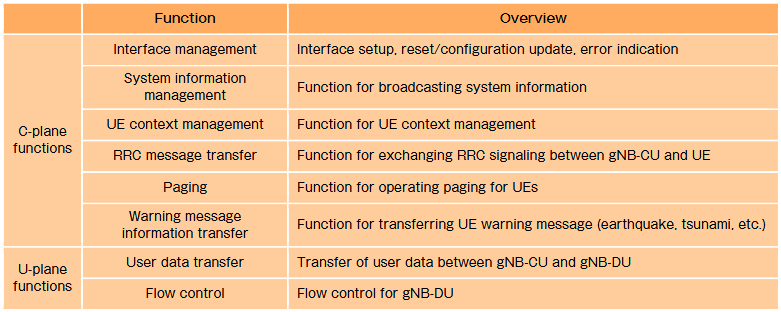 Function Overview
C-plane
functions
Interface management Interface setup, reset/configuration update, error indication
System information
management
Function for broadcasting system information
UE context management Function for UE context management
RRC message transfer Function for exchanging RRC signaling between gNB-CU and UE
Paging Function for operating paging for UEs
Warning message
information transfer
Function for transferring UE warning message (earthquake, tsunami, etc.)
U-plane
functions
User data transfer Transfer of user data between gNB-CU and gNB-DU
Flow control Flow control for gNB-DU